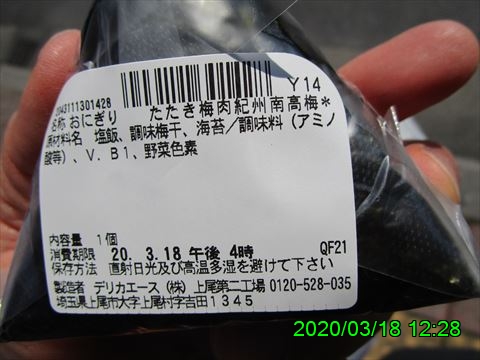 2043111301428
Y14
名称 おにぎり たたき梅肉紀州南高梅*
原材料名 塩飯、調味梅干、海苔/調味料(アミノ
酸等)、V.B1、野菜色素
内容量 1個
消費期限 20. 3.18 午後 4時 QF21
保存方法 直射日光及び高温多湿を避けて下さい
製造者 デリカエース(株)上尾第二工場 0120-528-035
埼玉県上尾市大字上尾村字吉田1345
2020/03/18 12:28